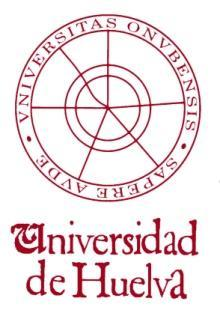 VNIVERSITAS ONVBENSIS • SAPERE AVDE •
Universidad
de Huelva